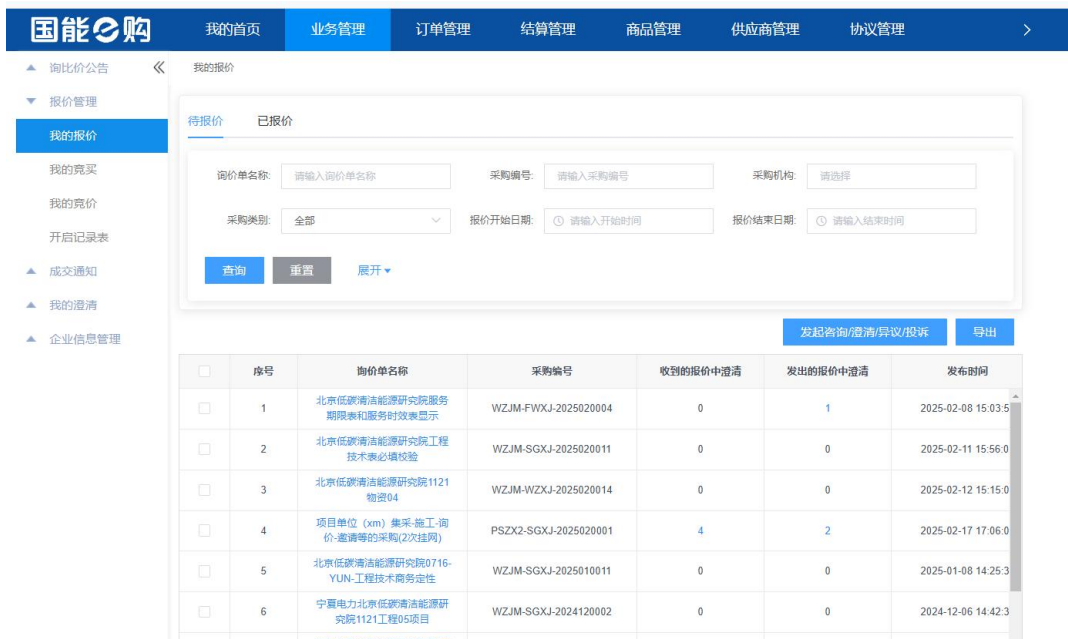 国能e购 我的首页 业务管理 订单管理 结算管理 商品管理 供应商管理 协议管理
询比价公告
报价管理
我的报价
我的竞买
我的竞价
开启记录表
成交通知
我的澄清
企业信息管理
我的报价
待报价 已报价
询价单名称: 请输入询价单名称 采购编号: 请输入采购编号 采购机构: 请选择
采购类别: 全部 报价开始日期: 请输入开始时间 报价结束日期: 请输入结束时间
查询 重置 展开
发起咨询/澄清/异议/投诉 导出
序号 询价单名称 采购编号 收到的报价中澄清 发出的报价中澄清 发布时间
1 北京低碳清洁能源研究院服务
期限表和服务时效表显示 WZJM-FWXJ-2025020004 0 1 2025-02-08 15:03:5
2 北京低碳清洁能源研究院工程
技术表必填校验 WZJM-SGXJ-2025020011 0 0 2025-02-11 15:56:0
3 北京低碳清洁能源研究院1121
物资04 WZJM-WZXJ-2025020014 0 0 2025-02-12 15:15:0
4 项目单位（xm）集采-施工-询
价-邀请等的采购(2次挂网) PSZX2-SGXJ-2025020001 4 2 2025-02-17 17:06:0
5 北京低碳清洁能源研究院0716-
YUN-工程技术商务定性 WZJM-SGXJ-2025010011 0 0 2025-01-08 14:25:3
6 宁夏电力北京低碳清洁能源研
究院1121工程05项目 WZJM-SGXJ-2024120002 0 0 2024-12-06 14:42:3